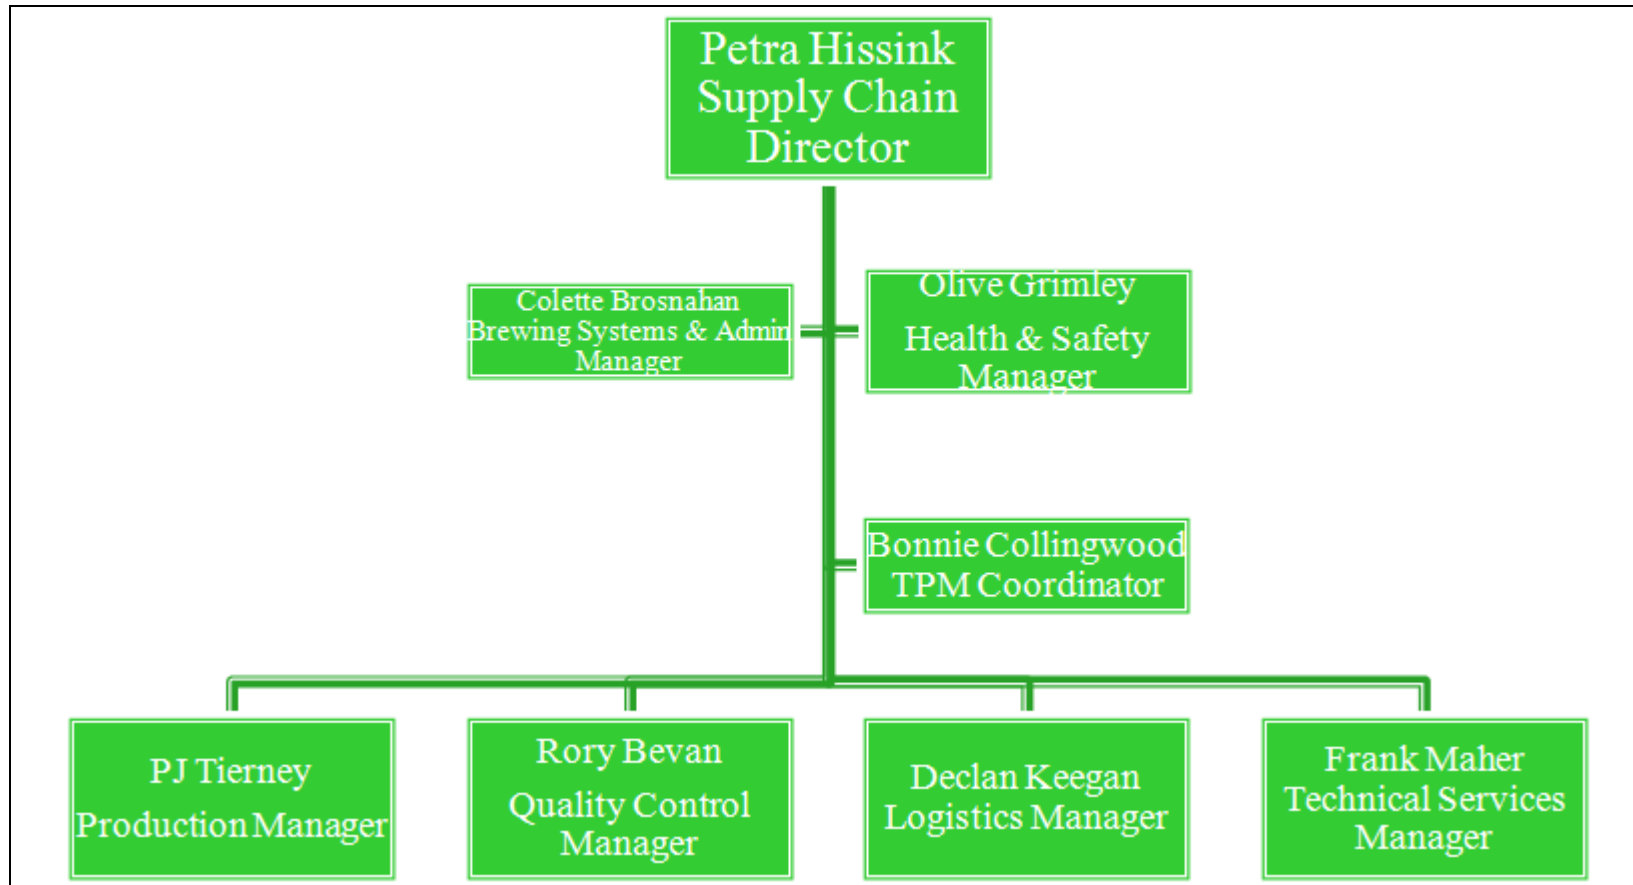 Petra Hissink
Supply Chain
Director
Colette Brosnahan
Brewing Systems & Admin
Manager
Olive Grimley
Health & Safety
Manager
Bonnie Collingwood
TPM Coordinator
PJ Tierney
Production Manager
Rory Bevan
Quality Control
Manager
Declan Keegan
Logistics Manager
Frank Maher
Technical Services
Manager